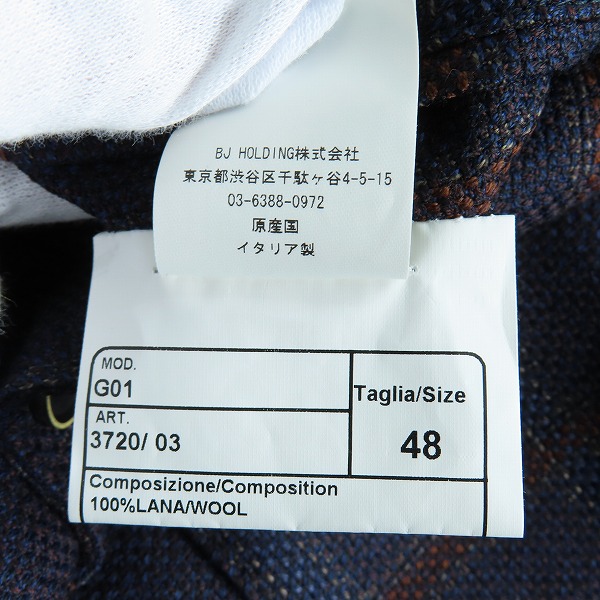 BJ HOLDING株式会社
東京都渋谷区千駄ヶ谷4-5-15
03-6388-0972
原産国
イタリア製
MOD.
G01
ART.
3720/ 03
Taglia/Size
48
Composizione/Composition
100%LANA/WOOL